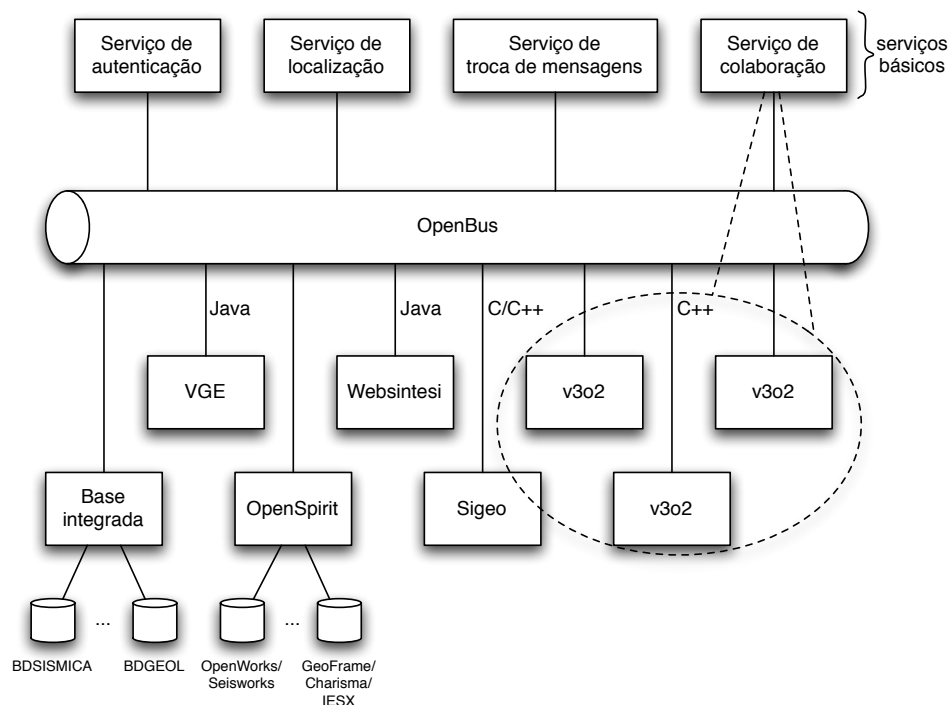 Serviço de
autenticação
Serviço de
localização
Serviço de
troca de mensagens
Serviço de
colaboração
serviços
básicos
OpenBus
Java
Java
C/C++
C++
VGE
Websintesi
v3o2
v3o2
Base
integrada
OpenSpirit
Sigeo
v3o2
...
...
BDSISMICA
BDGEOL
OpenWorks/
Seisworks
GeoFrame/
Charisma/
IESX